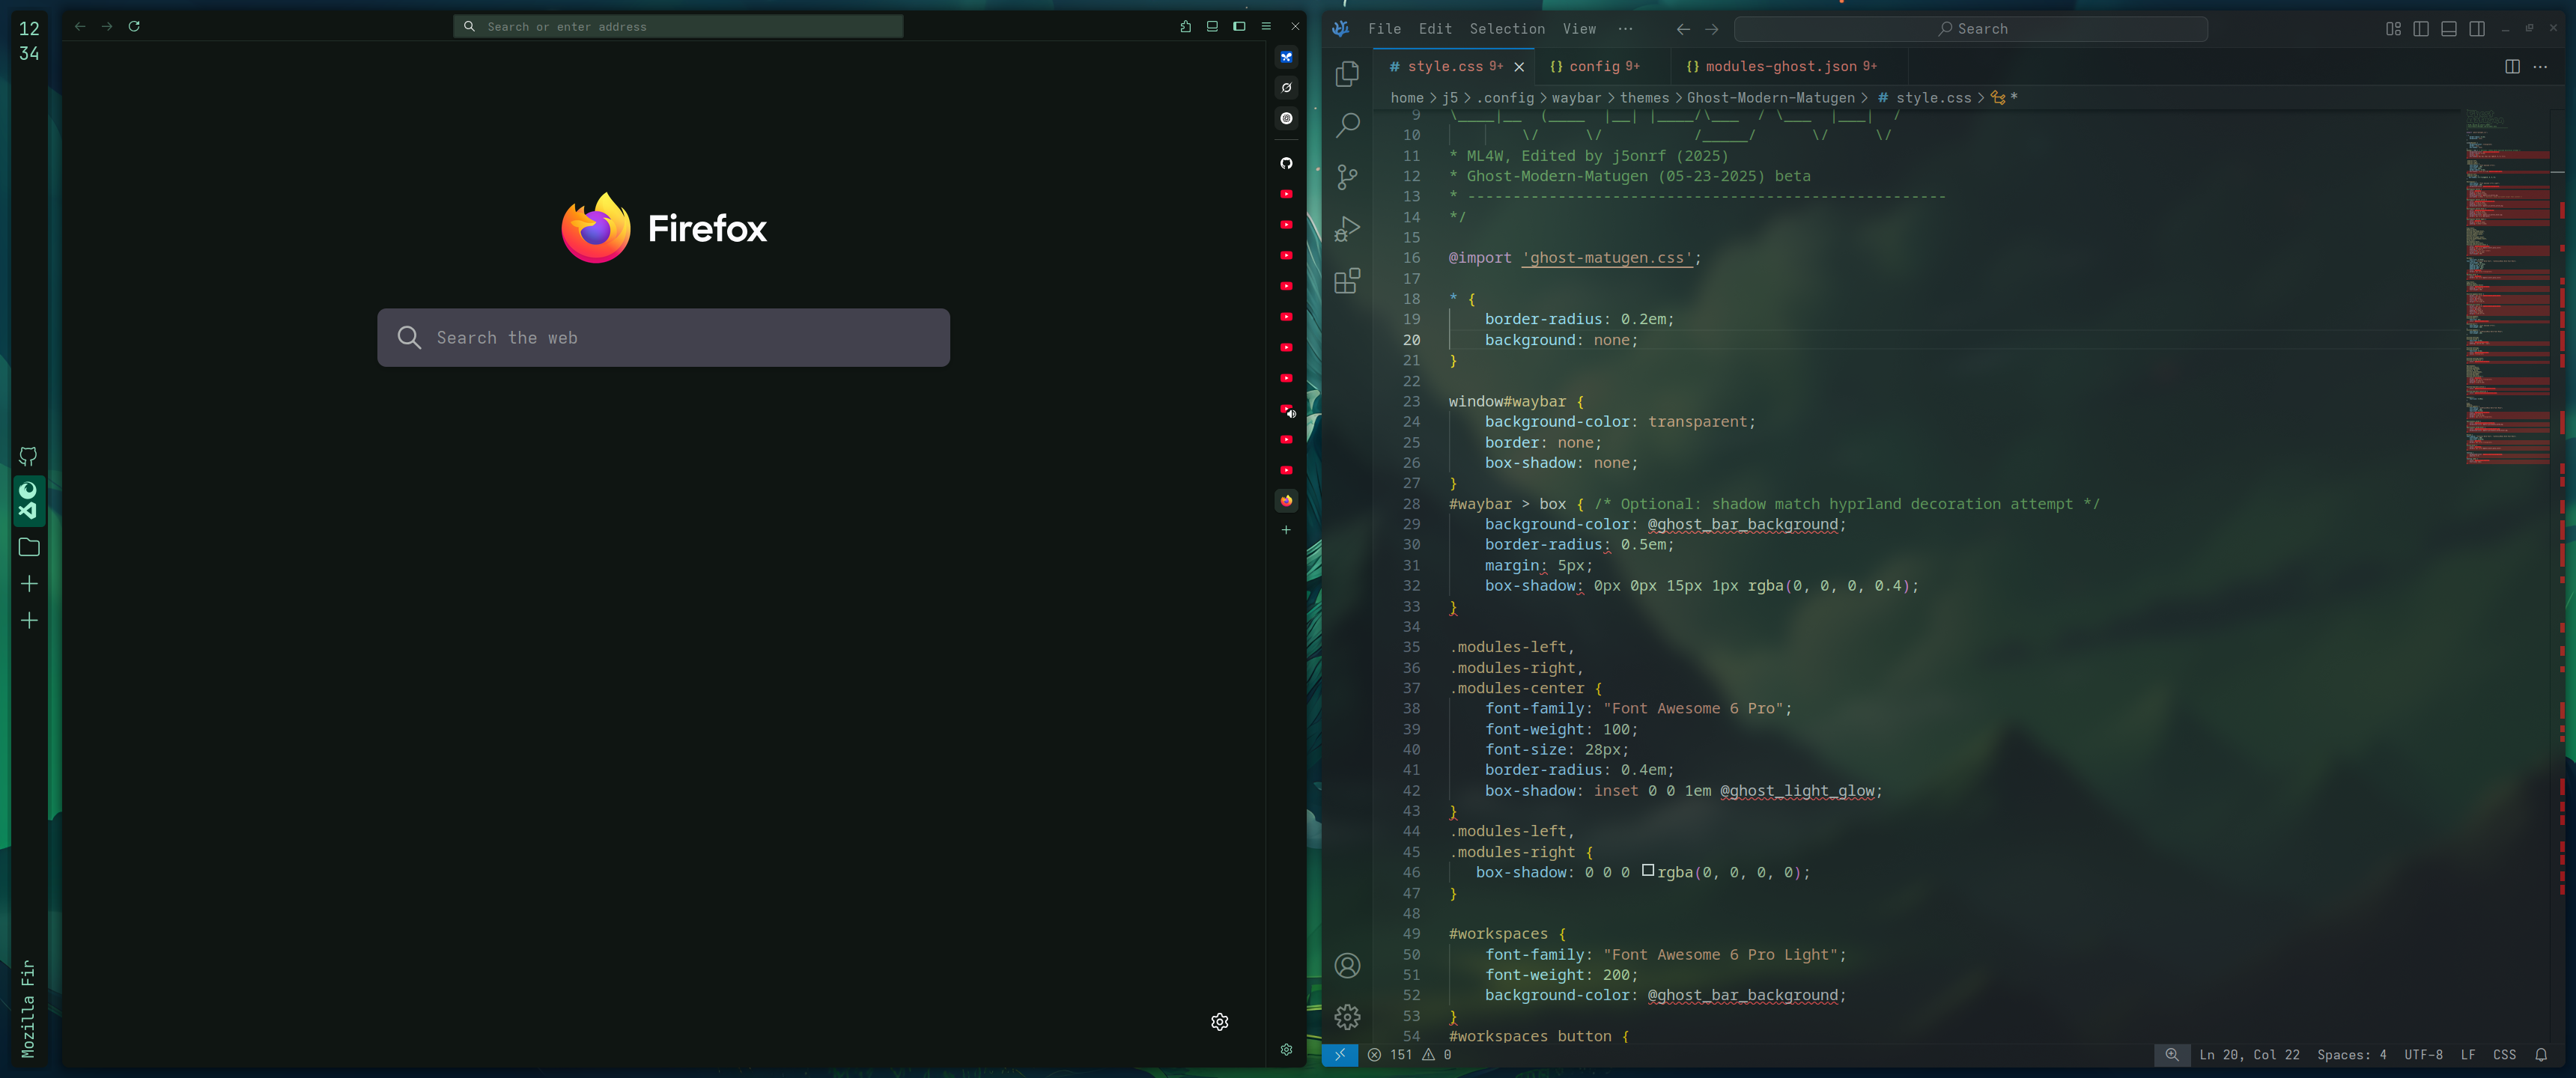 12
34
Mozilla Fir
Search or enter address
Firefox
Search the web
File Edit Selection View ···
Search
# style.css 9+
{} config 9+
{} modules-ghost.json 9+
home > j5 > .config > waybar > themes > Ghost-Modern-Matugen > # style.css > *
9 \____|__  (_____  |__| |_____/\____  / \____  |____|  /
10         \/     \/          /_____/      \/     \/
11 * ML4W, Edited by j5onrf (2025)
12 * Ghost-Modern-Matugen (05-23-2025) beta
13 * -----------------------------------------------------
14 */
15
16 @import 'ghost-matugen.css';
17
18 * {
19     border-radius: 0.2em;
20     background: none;
21 }
22
23 window#waybar {
24     background-color: transparent;
25     border: none;
26     box-shadow: none;
27 }
28 #waybar > box { /* Optional: shadow match hyprland decoration attempt */
29     background-color: @ghost_bar_background;
30     border-radius: 0.5em;
31     margin: 5px;
32     box-shadow: 0px 0px 15px 1px rgba(0, 0, 0, 0.4);
33 }
34
35 .modules-left,
36 .modules-right,
37 .modules-center {
38     font-family: "Font Awesome 6 Pro";
39     font-weight: 100;
40     font-size: 28px;
41     border-radius: 0.4em;
42     box-shadow: inset 0 0 1em @ghost_light_glow;
43 }
44 .modules-left,
45 .modules-right {
46    box-shadow: 0 0 0 rgba(0, 0, 0, 0);
47 }
48
49 #workspaces {
50     font-family: "Font Awesome 6 Pro Light";
51     font-weight: 200;
52     background-color: @ghost_bar_background;
53 }
54 #workspaces button {
151 0
Ln 20, Col 22 Spaces: 4 UTF-8 LF CSS